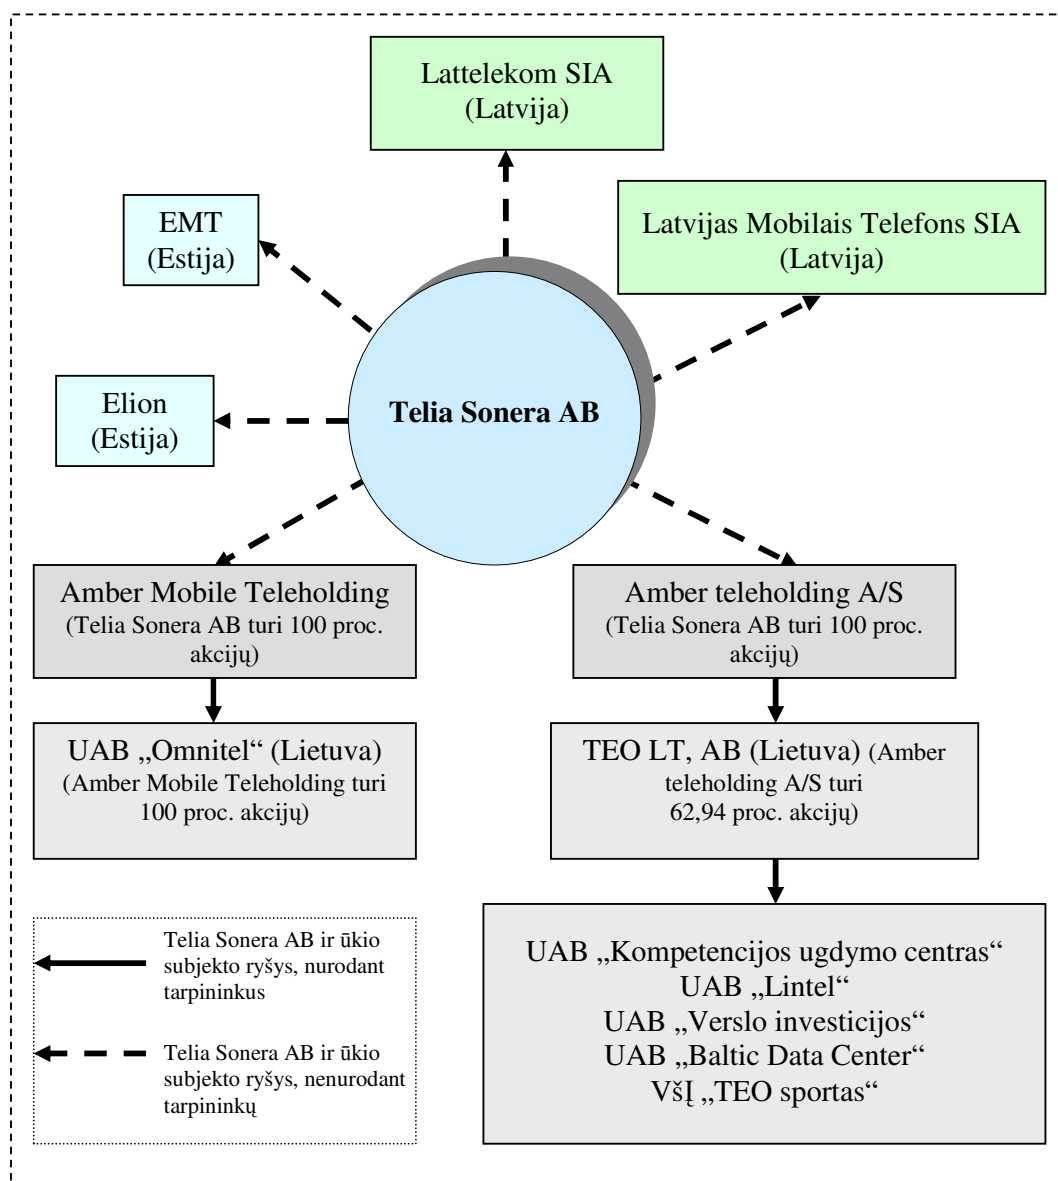 Lattelekom SIA
(Latvija)
EMT
(Estija)
Latvijas Mobilais Telefons SIA
(Latvija)
Elion
(Estija)
Telia Sonera AB
Amber Mobile Teleholding
(Telia Sonera AB turi 100 proc.
akcijų)
Amber teleholding A/S
(Telia Sonera AB turi 100 proc.
akcijų)
UAB „Omnitel“ (Lietuva)
(Amber Mobile Teleholding turi
100 proc. akcijų)
TEO LT, AB (Lietuva) (Amber
teleholding A/S turi
62,94 proc. akcijų)
Telia Sonera AB ir ūkio
subjekto ryšys, nurodant
tarpininkus
Telia Sonera AB ir ūkio
subjekto ryšys, nenurodant
tarpininkų
UAB „Kompetencijos ugdymo centras“
UAB „Lintel“
UAB „Verslo investicijos“
UAB „Baltic Data Center“
VšĮ „TEO sportas“